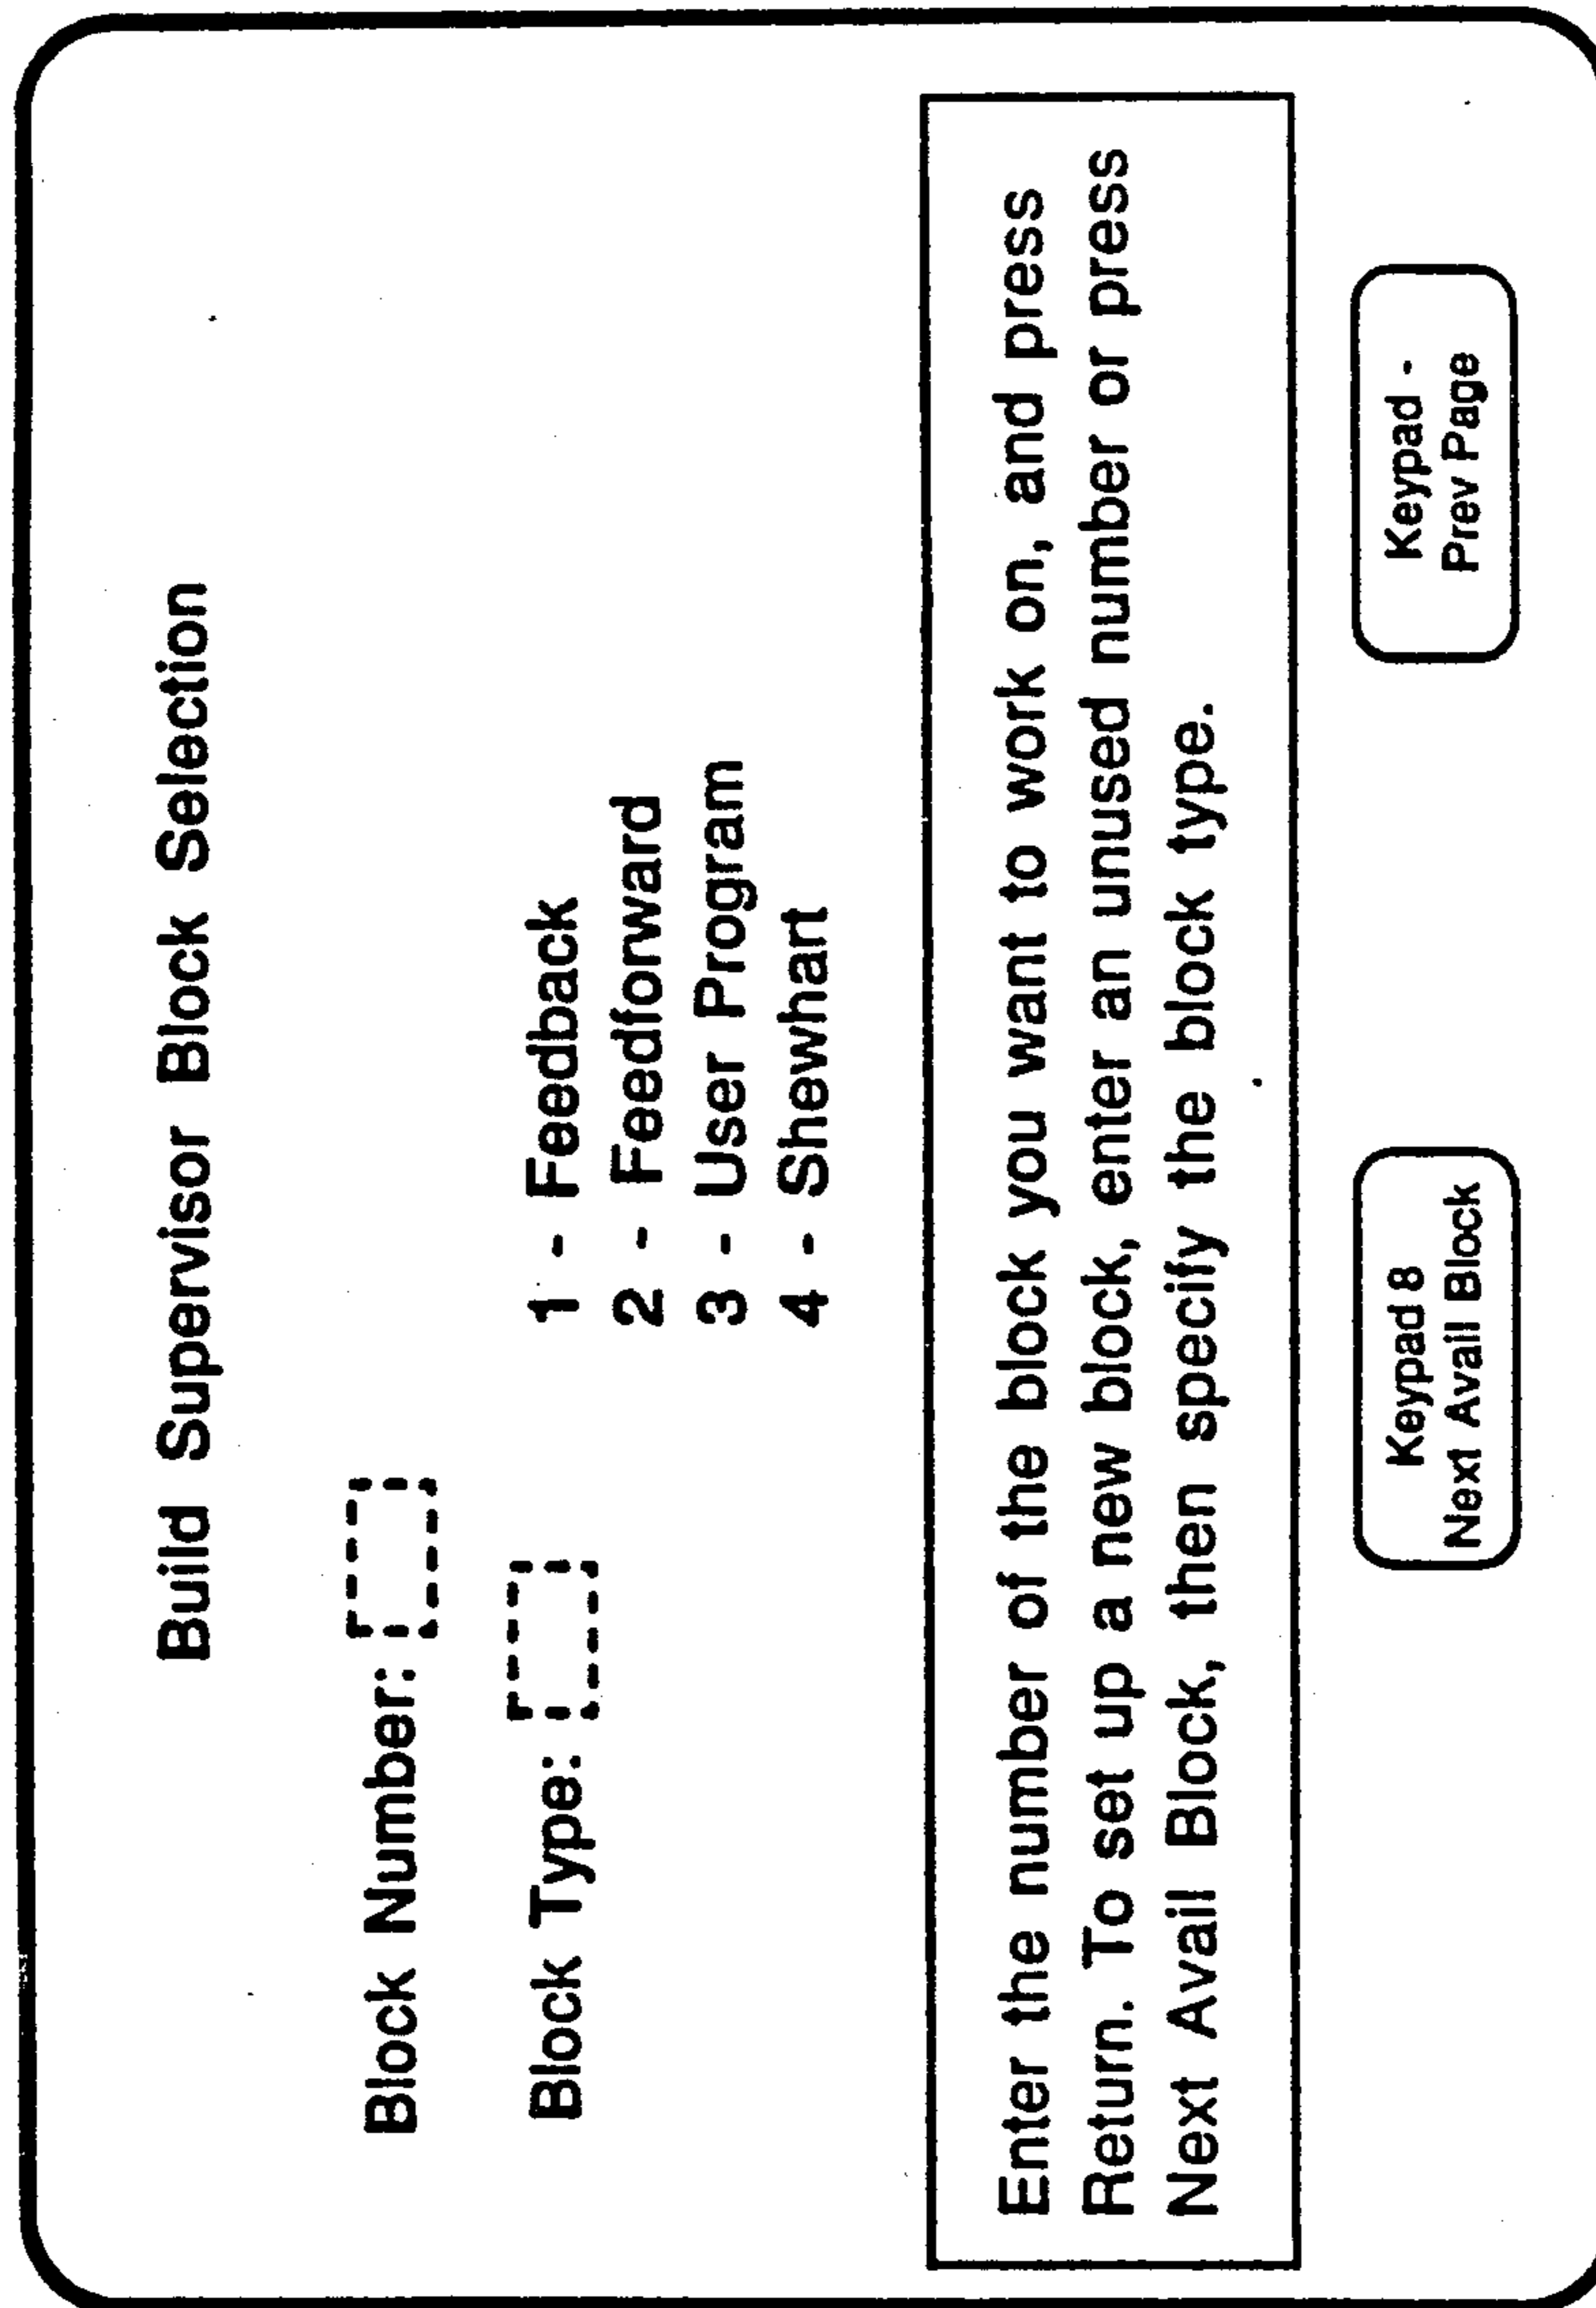 Build Supervisor Block Selection
Block Number:
Block Type:
1 - Feedback
2 - Feedforward
3 - User Program
4 - Shewhart
Enter the number of the block you want to work on, and press
Return. To set up a new block, enter an unused number or press
Next Avail Block, then specify the block type.
Keypad 8
Next Avail Block
Keypad -
Prev Page